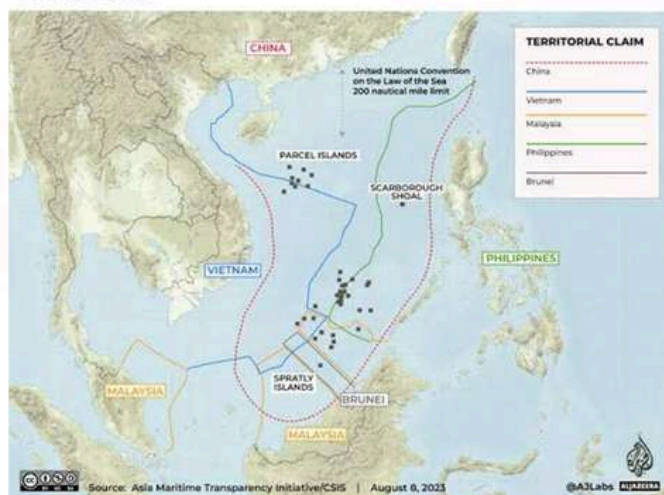 CHINA
United Nations Convention
on the Law of the Sea
200 nautical mile limit
TERRITORIAL CLAIM
China
Vietnam
Malaysia
Philippines
Brunei
PARCEL ISLANDS
SCARBOROUGH
SHOAL
VIETNAM
PHILIPPINES
SPRATLY
ISLANDS
BRUNEI
MALAYSIA
MALAYSIA
Source: Asia Maritime Transparency Initiative/CSIS | August 8, 2023
@AJLabs ALJAZEERA